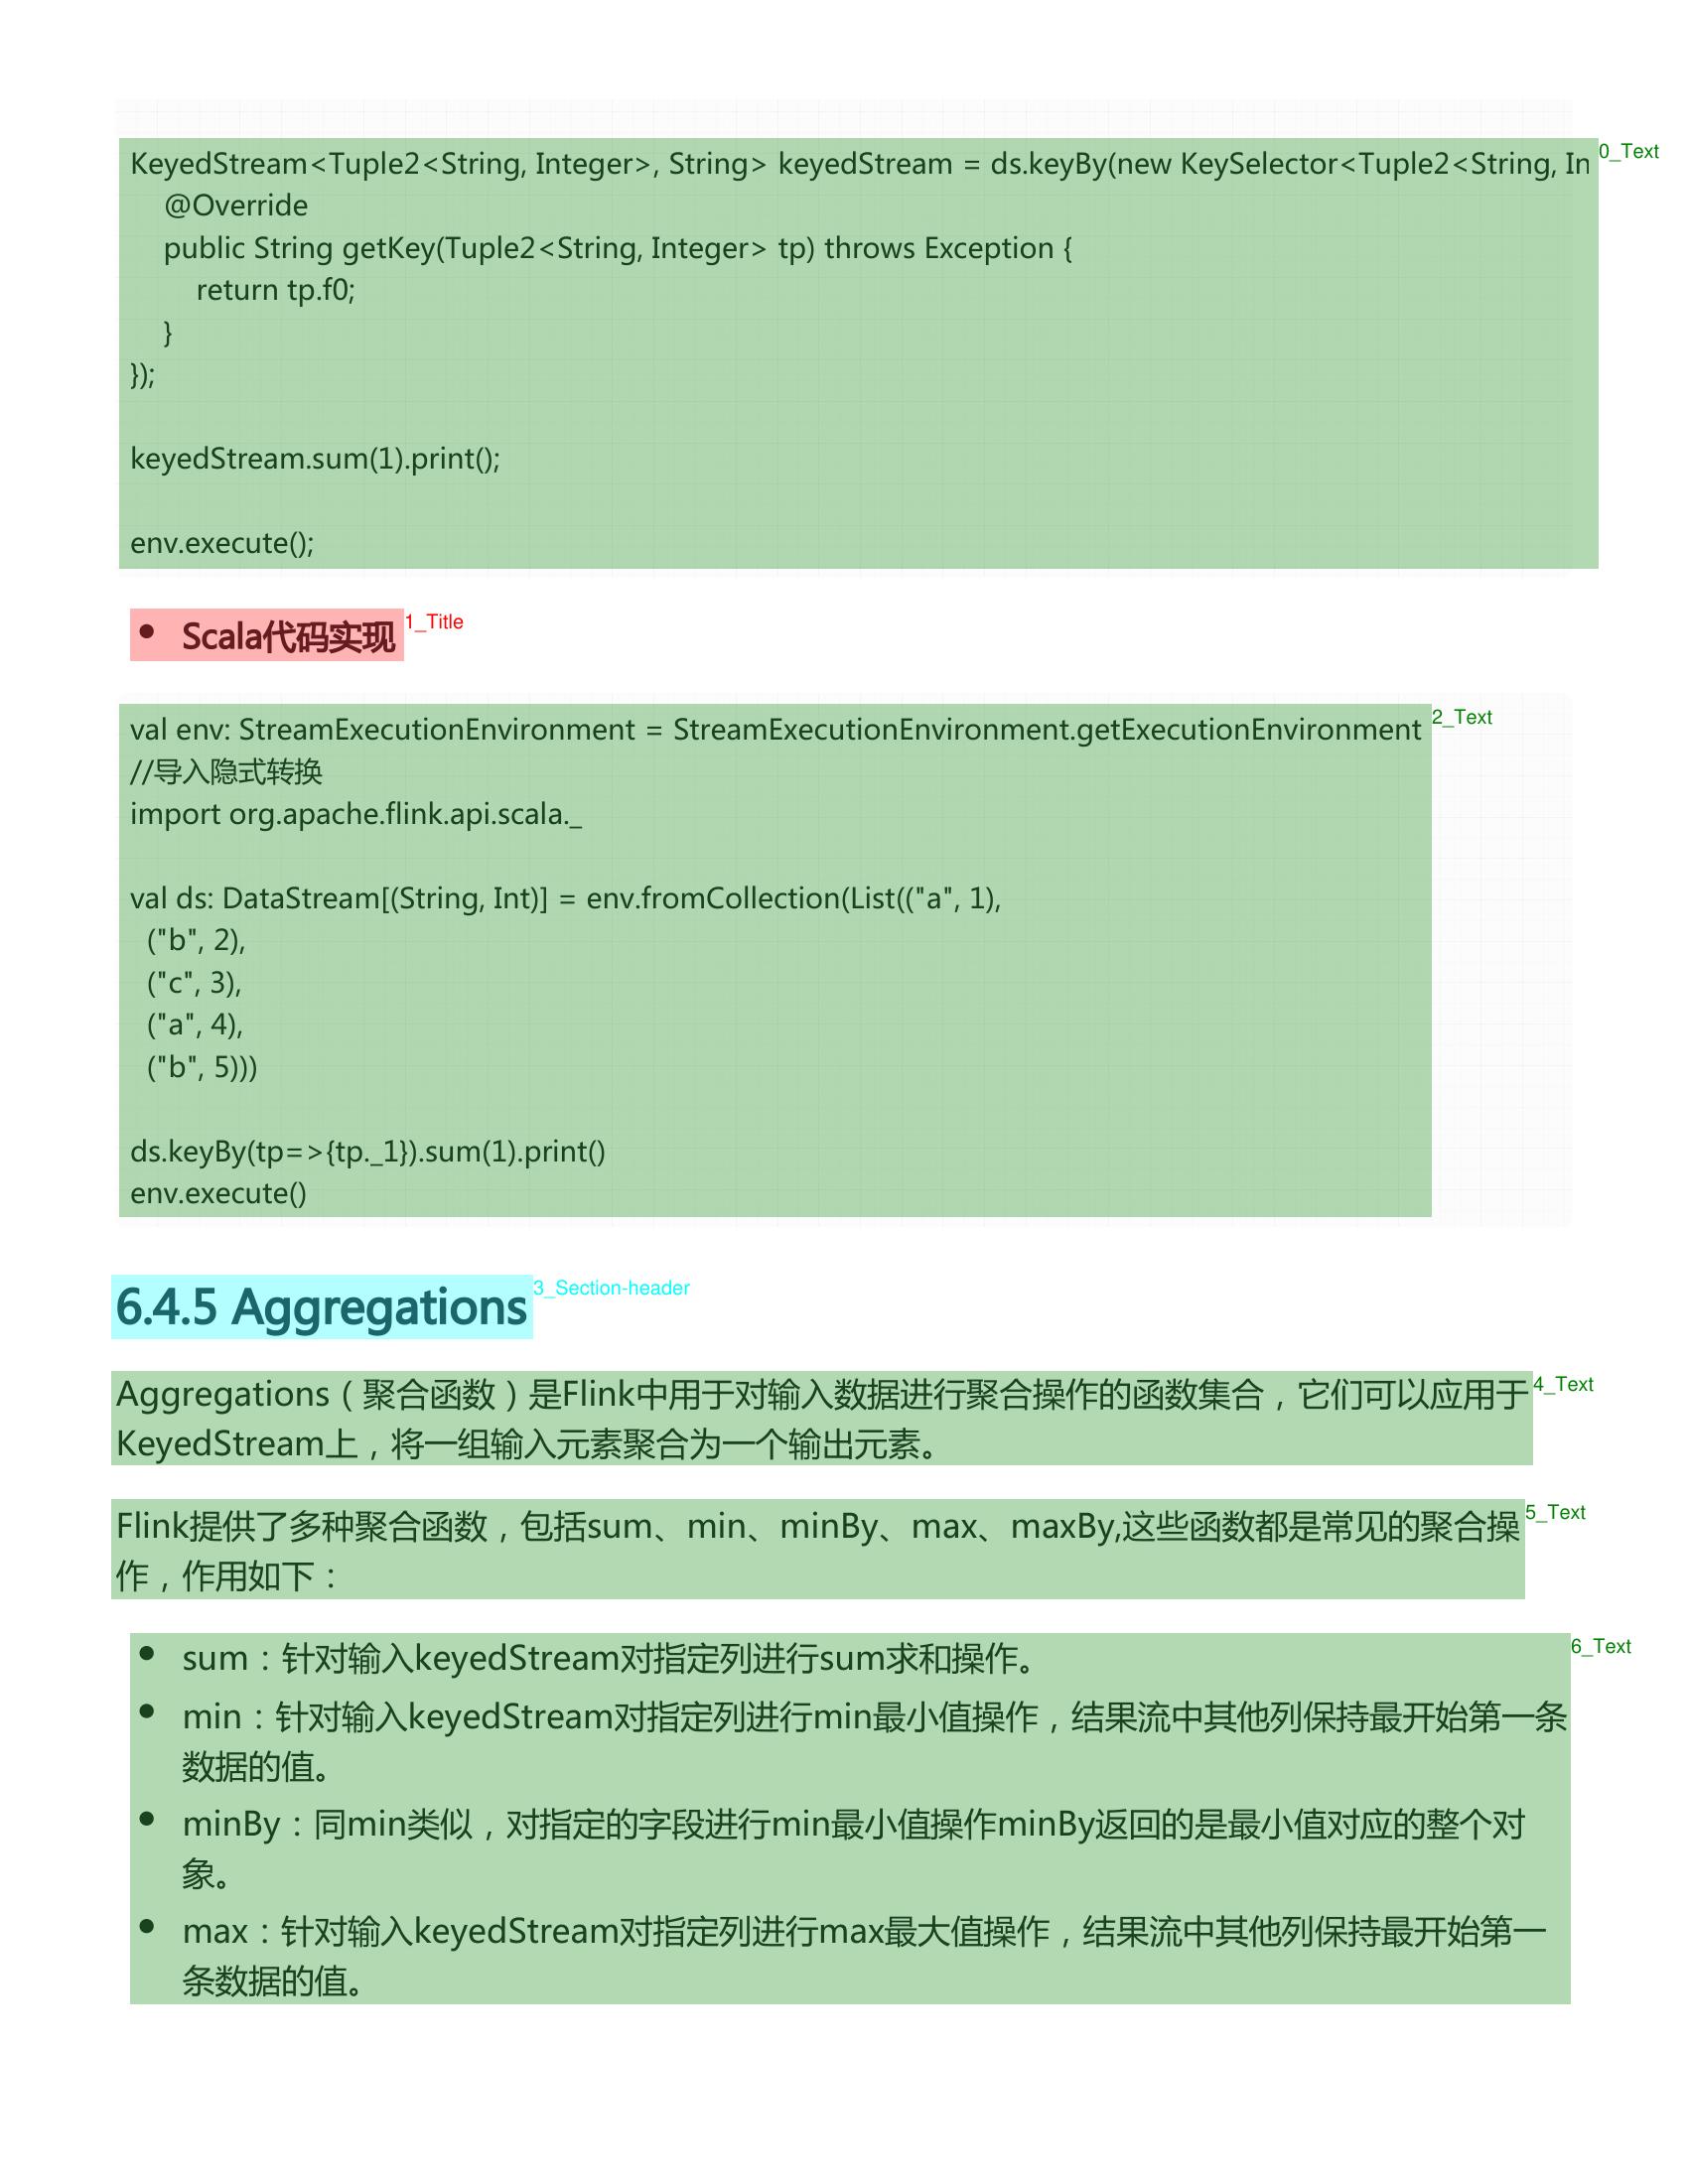 KeyedStream<Tuple2<String, Integer>, String> keyedStream = ds.keyBy(new KeySelector<Tuple2<String, In
0_Text
@Override
public String getKey(Tuple2<String, Integer> tp) throws Exception {
return tp.f0;
}
});
keyedStream.sum(1).print();
env.execute();
● Scala代码实现
1_Title
val env: StreamExecutionEnvironment = StreamExecutionEnvironment.getExecutionEnvironment
2_Text
//导入隐式转换
import org.apache.flink.api.scala._
val ds: DataStream[(String, Int)] = env.fromCollection(List(("a", 1),
("b", 2),
("c", 3),
("a", 4),
("b", 5)))
ds.keyBy(tp=>{tp._1}).sum(1).print()
env.execute()
6.4.5 Aggregations
3_Section-header
Aggregations（聚合函数）是Flink中用于对输入数据进行聚合操作的函数集合，它们可以应用于
4_Text
KeyedStream上，将一组输入元素聚合为一个输出元素。
Flink提供了多种聚合函数，包括sum、min、minBy、max、maxBy,这些函数都是常见的聚合操
5_Text
作，作用如下：
● sum：针对输入keyedStream对指定列进行sum求和操作。
6_Text
● min：针对输入keyedStream对指定列进行min最小值操作，结果流中其他列保持最开始第一条
数据的值。
● minBy：同min类似，对指定的字段进行min最小值操作minBy返回的是最小值对应的整个对
象。
● max：针对输入keyedStream对指定列进行max最大值操作，结果流中其他列保持最开始第一
条数据的值。